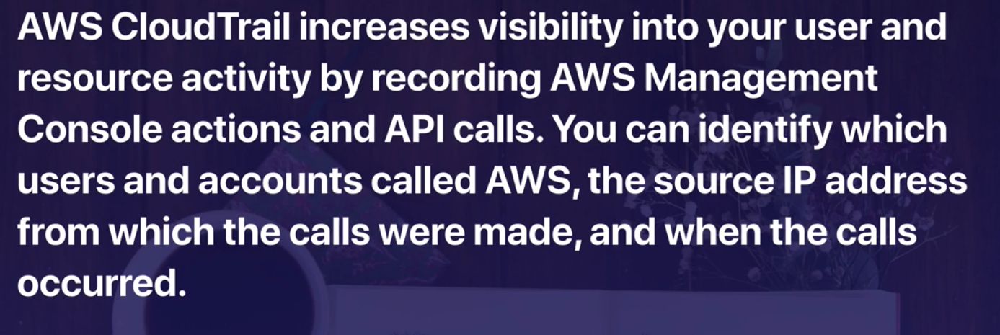 AWS CloudTrail increases visibility into your user and
resource activity by recording AWS Management
Console actions and API calls. You can identify which
users and accounts called AWS, the source IP address
from which the calls were made, and when the calls
occurred.